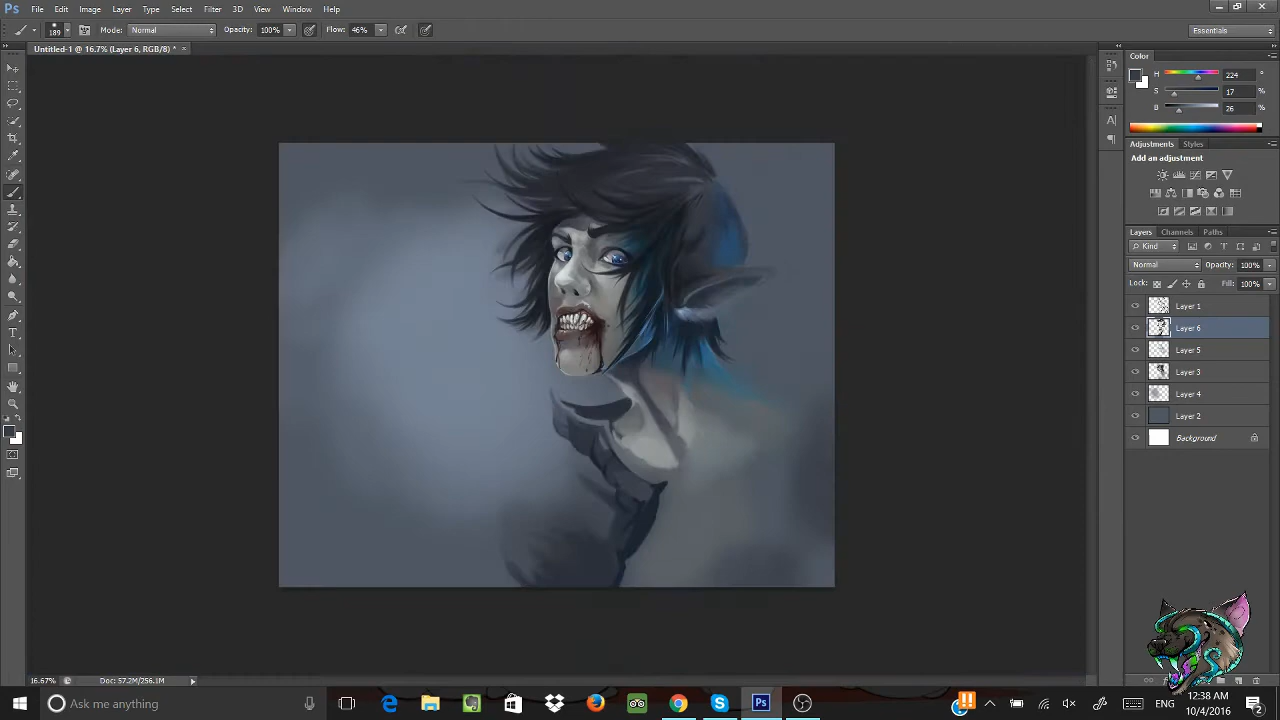 Ps File Edit Image Layer Type Select Filter 3D View Window Help
189 Mode: Normal Opacity: 100% Flow: 46% Essentials
Untitled-1 @ 16.7% (Layer 6, RGB/8) * ×
Color
H 224 °
S 17 %
B 26 %
Adjustments Styles
Add an adjustment
Layers Channels Paths
Kind
Normal Opacity: 100%
Lock: Fill: 100%
Layer 1
Layer 6
Layer 5
Layer 3
Layer 4
Layer 2
Background
16.67% Doc: 57.2M/256.1M
Ask me anything
12:38 AM
10/4/2016